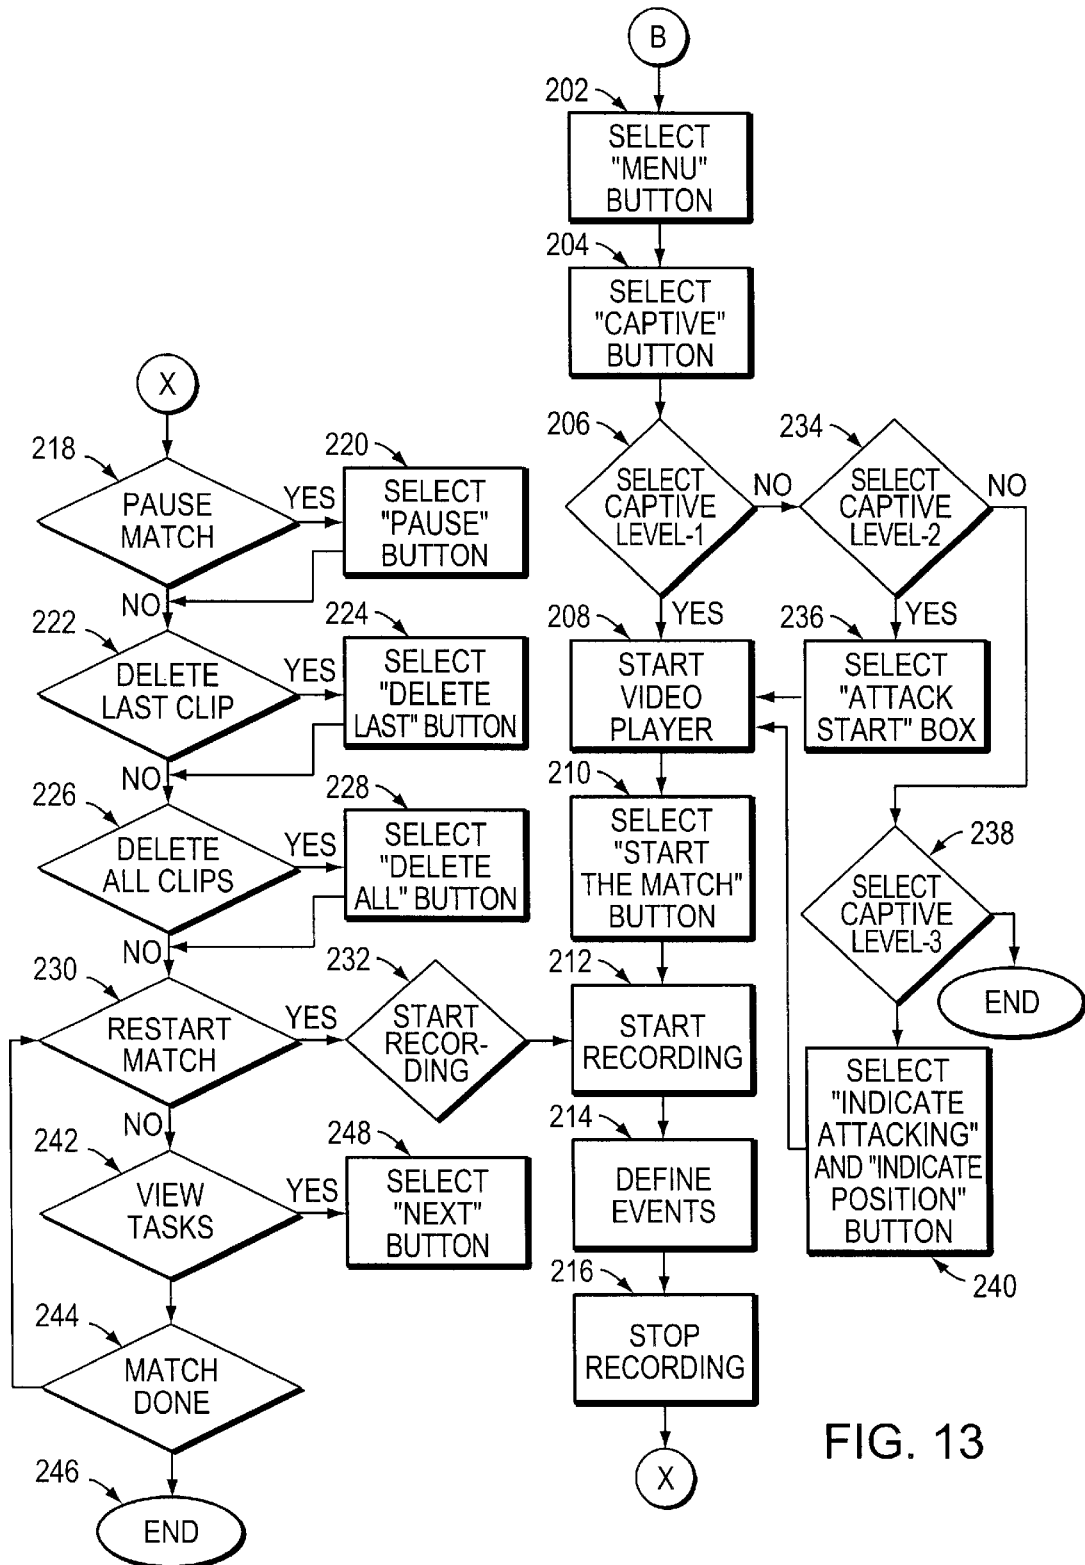 B
202
SELECT
"MENU"
BUTTON
204
SELECT
"CAPTIVE"
BUTTON
206
SELECT
CAPTIVE
LEVEL-1
NO
YES
234
SELECT
CAPTIVE
LEVEL-2
NO
YES
208
START
VIDEO
PLAYER
236
SELECT
"ATTACK
START" BOX
210
SELECT
"START
THE MATCH"
BUTTON
238
SELECT
CAPTIVE
LEVEL-3
END
212
START
RECORDING
SELECT
"INDICATE
ATTACKING"
AND "INDICATE
POSITION"
BUTTON
240
214
DEFINE
EVENTS
216
STOP
RECORDING
X
X
218
PAUSE
MATCH
YES
NO
220
SELECT
"PAUSE"
BUTTON
222
DELETE
LAST CLIP
YES
NO
224
SELECT
"DELETE
LAST" BUTTON
226
DELETE
ALL CLIPS
YES
NO
228
SELECT
"DELETE
ALL" BUTTON
230
RESTART
MATCH
YES
NO
232
START
RECOR-
DING
242
VIEW
TASKS
YES
248
SELECT
"NEXT"
BUTTON
244
MATCH
DONE
246
END
FIG. 13